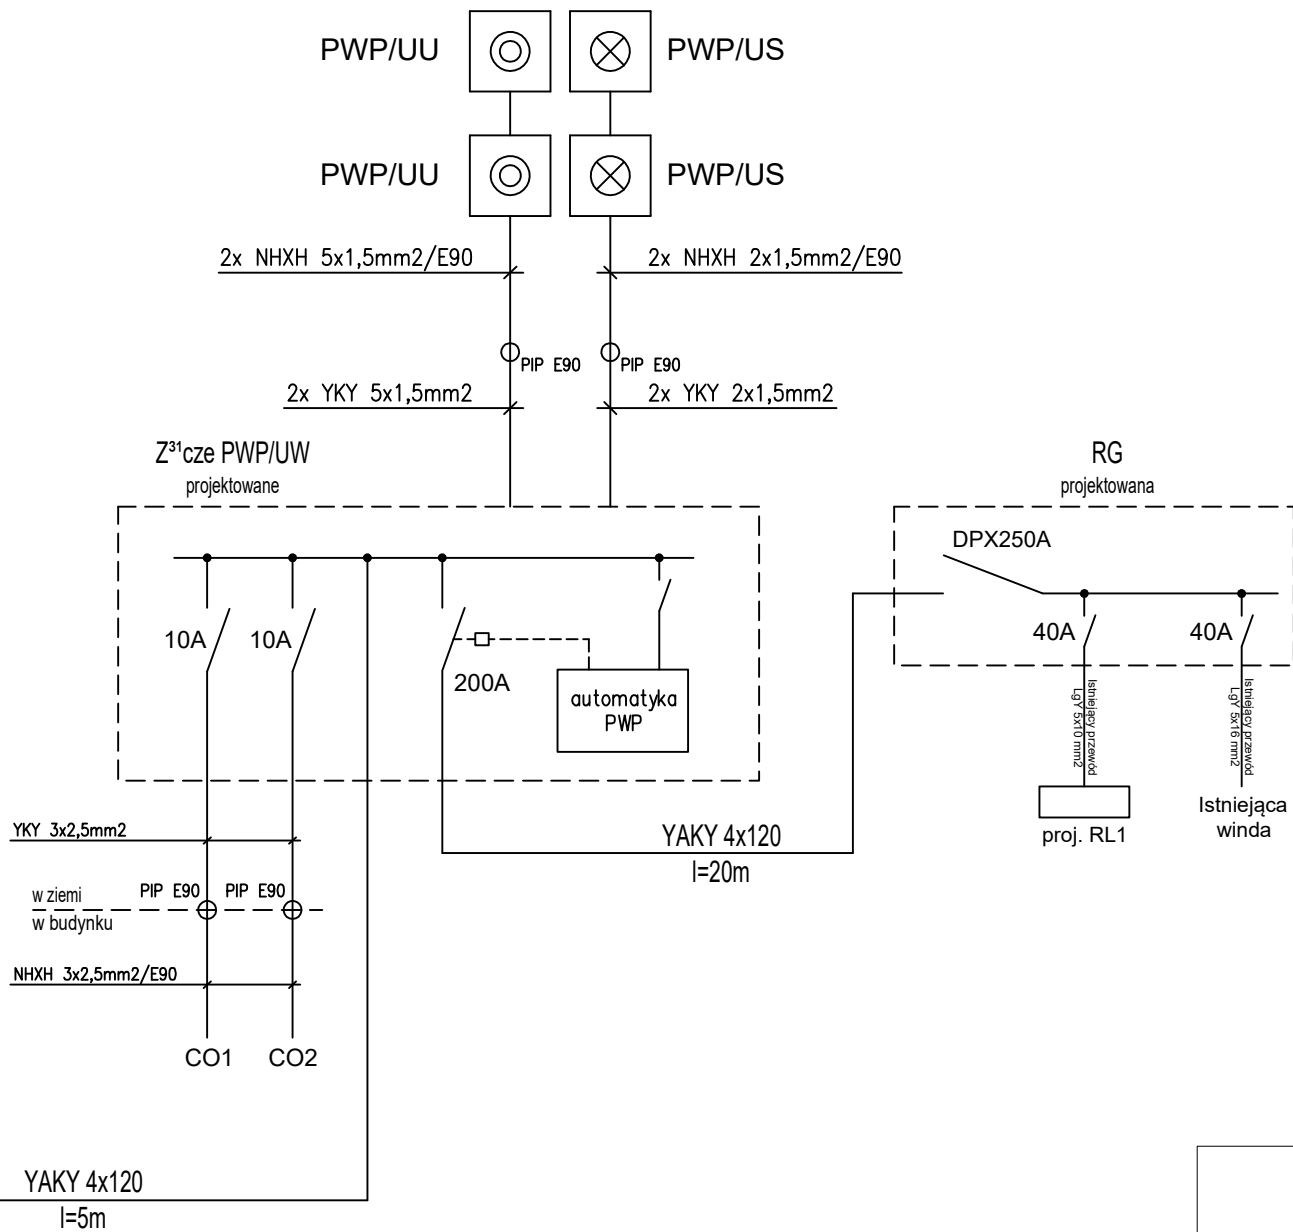 PWP/UU
PWP/US
PWP/UU
PWP/US
2x NHXH 5x1,5mm2/E90
2x NHXH 2x1,5mm2/E90
PIP E90
PIP E90
2x YKY 5x1,5mm2
2x YKY 2x1,5mm2
Z³¹cze PWP/UW
projektowane
RG
projektowana
DPX250A
10A
10A
200A
automatyka
PWP
40A
40A
Istniejący przewód
LgY 5x10 mm2
Istniejący przewód
LgY 5x16 mm2
proj. RL1
Istniejąca
winda
YAKY 4x120
l=20m
YKY 3x2,5mm2
PIP E90
PIP E90
w ziemi
w budynku
NHXH 3x2,5mm2/E90
CO1
CO2
YAKY 4x120
l=5m